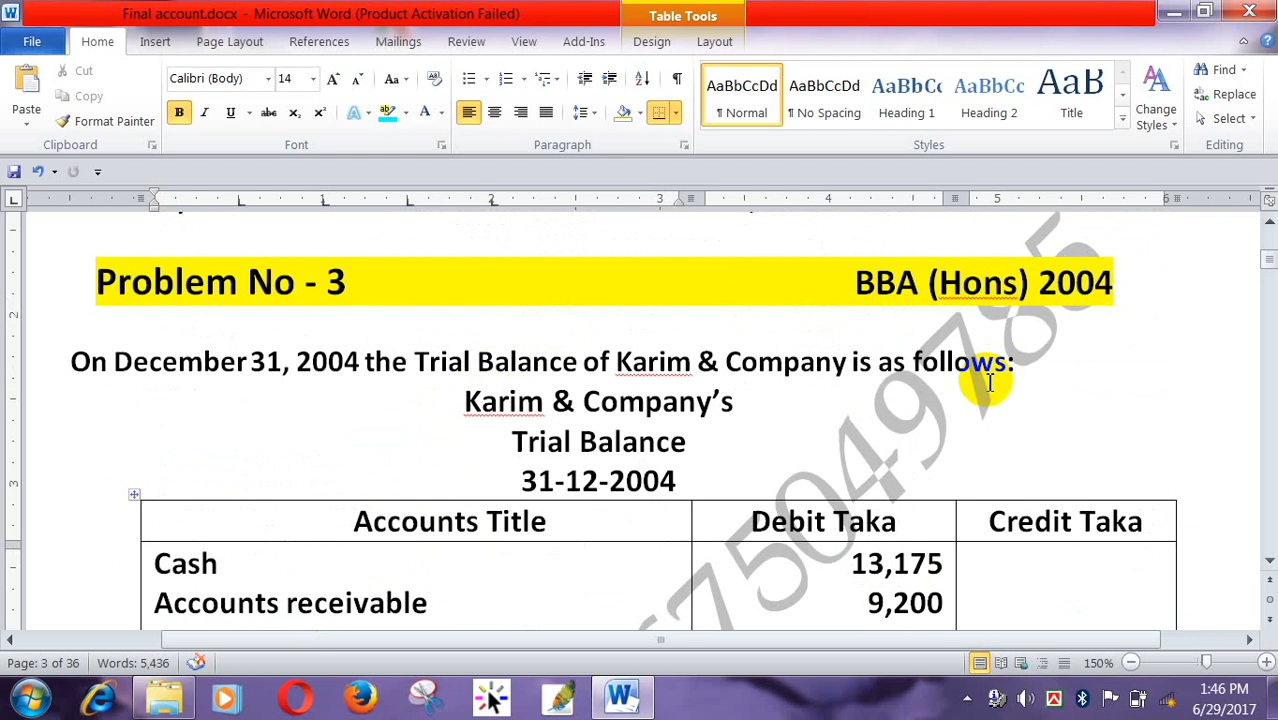 Final account.docx - Microsoft Word (Product Activation Failed)
Table Tools
File Home Insert Page Layout References Mailings Review View Add-Ins Design Layout
Paste
Cut
Copy
Format Painter
Clipboard
Calibri (Body) 14
Font
Paragraph
AaBbCcDd AaBbCcDd AaBbCc AaBbCc AaB
¶ Normal ¶ No Spacing Heading 1 Heading 2 Title
Change Styles
Styles
Find
Replace
Select
Editing
Problem No - 3 BBA (Hons) 2004
On December 31, 2004 the Trial Balance of Karim & Company is as follows:
Karim & Company’s
Trial Balance
31-12-2004
Accounts Title Debit Taka Credit Taka
Cash 13,175
Accounts receivable 9,200
Page: 3 of 36 Words: 5,436 150%
1:46 PM
6/29/2017